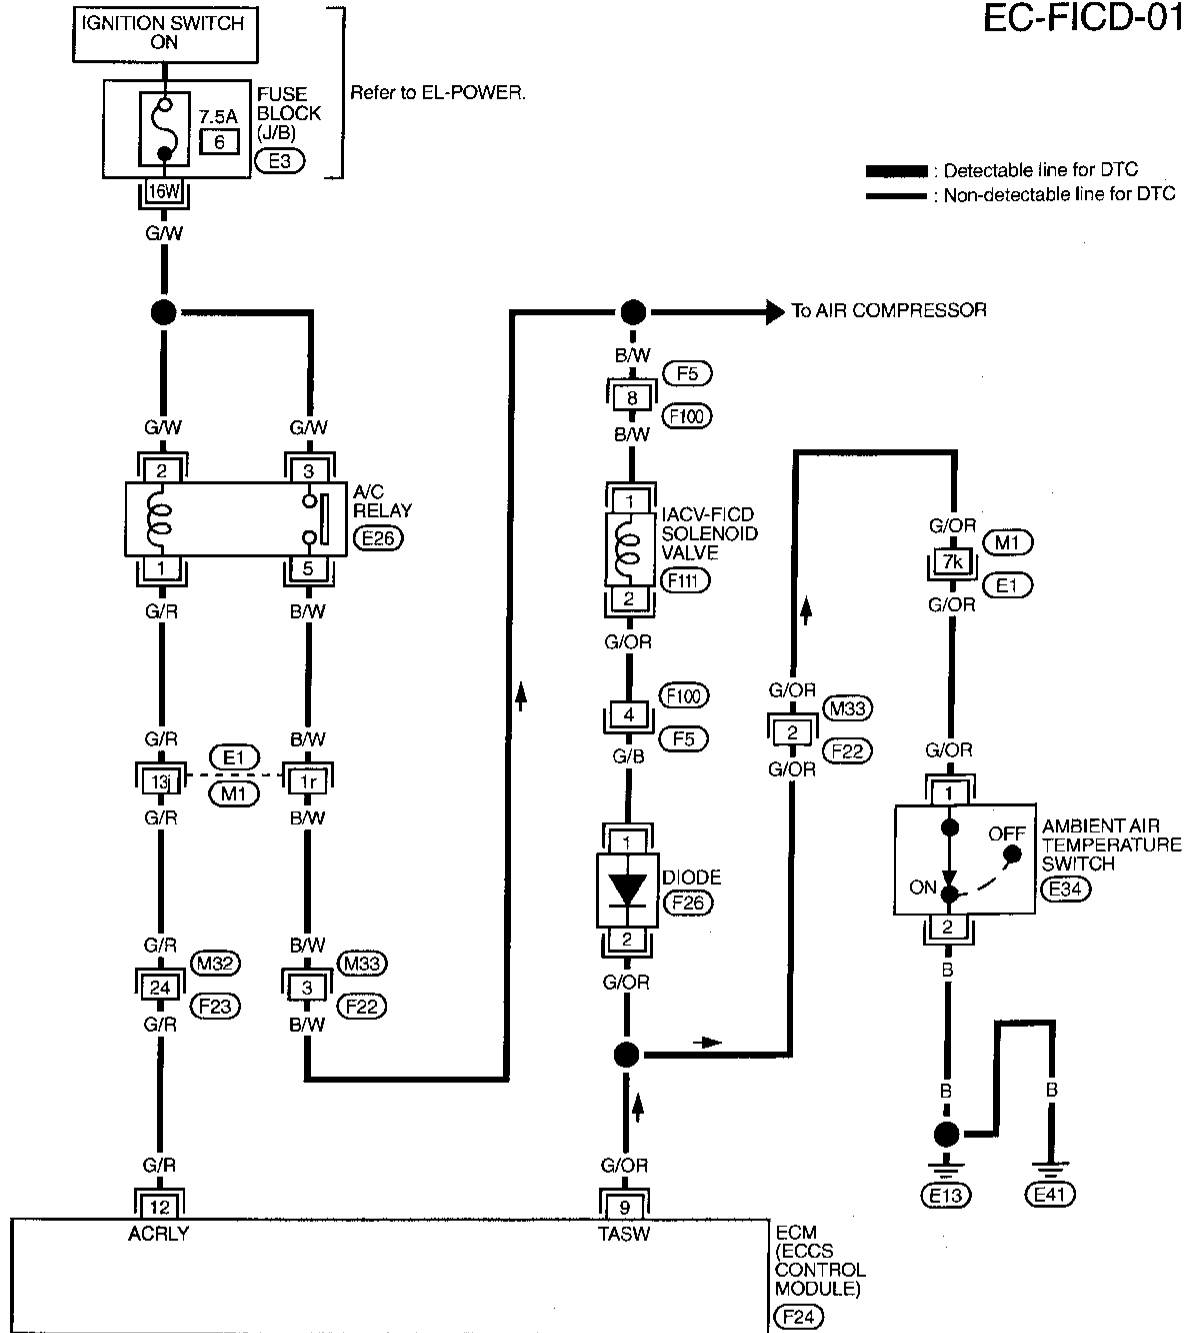 EC-FICD-01
IGNITION SWITCH
ON
7.5A
6
FUSE
BLOCK
(J/B)
E3
Refer to EL-POWER.
16W
G/W
: Detectable line for DTC
: Non-detectable line for DTC
To AIR COMPRESSOR
B/W
F5
8
F100
B/W
G/W
G/W
2
3
A/C
RELAY
E26
1
5
G/R
B/W
1
IACV-FICD
SOLENOID
VALVE
F111
2
G/OR
F100
4
F5
G/B
G/OR
M1
7k
E1
G/OR
G/OR
M33
2
F22
G/OR
G/R
B/W
E1
13j
1r
M1
G/R
B/W
G/OR
1
OFF
ON
AMBIENT AIR
TEMPERATURE
SWITCH
E34
2
B
1
DIODE
F26
2
G/OR
G/R
M32
24
F23
G/R
B/W
M33
3
F22
B/W
B
B
E13
E41
G/R
G/OR
12
9
ACRLY
TASW
ECM
(ECCS
CONTROL
MODULE)
F24